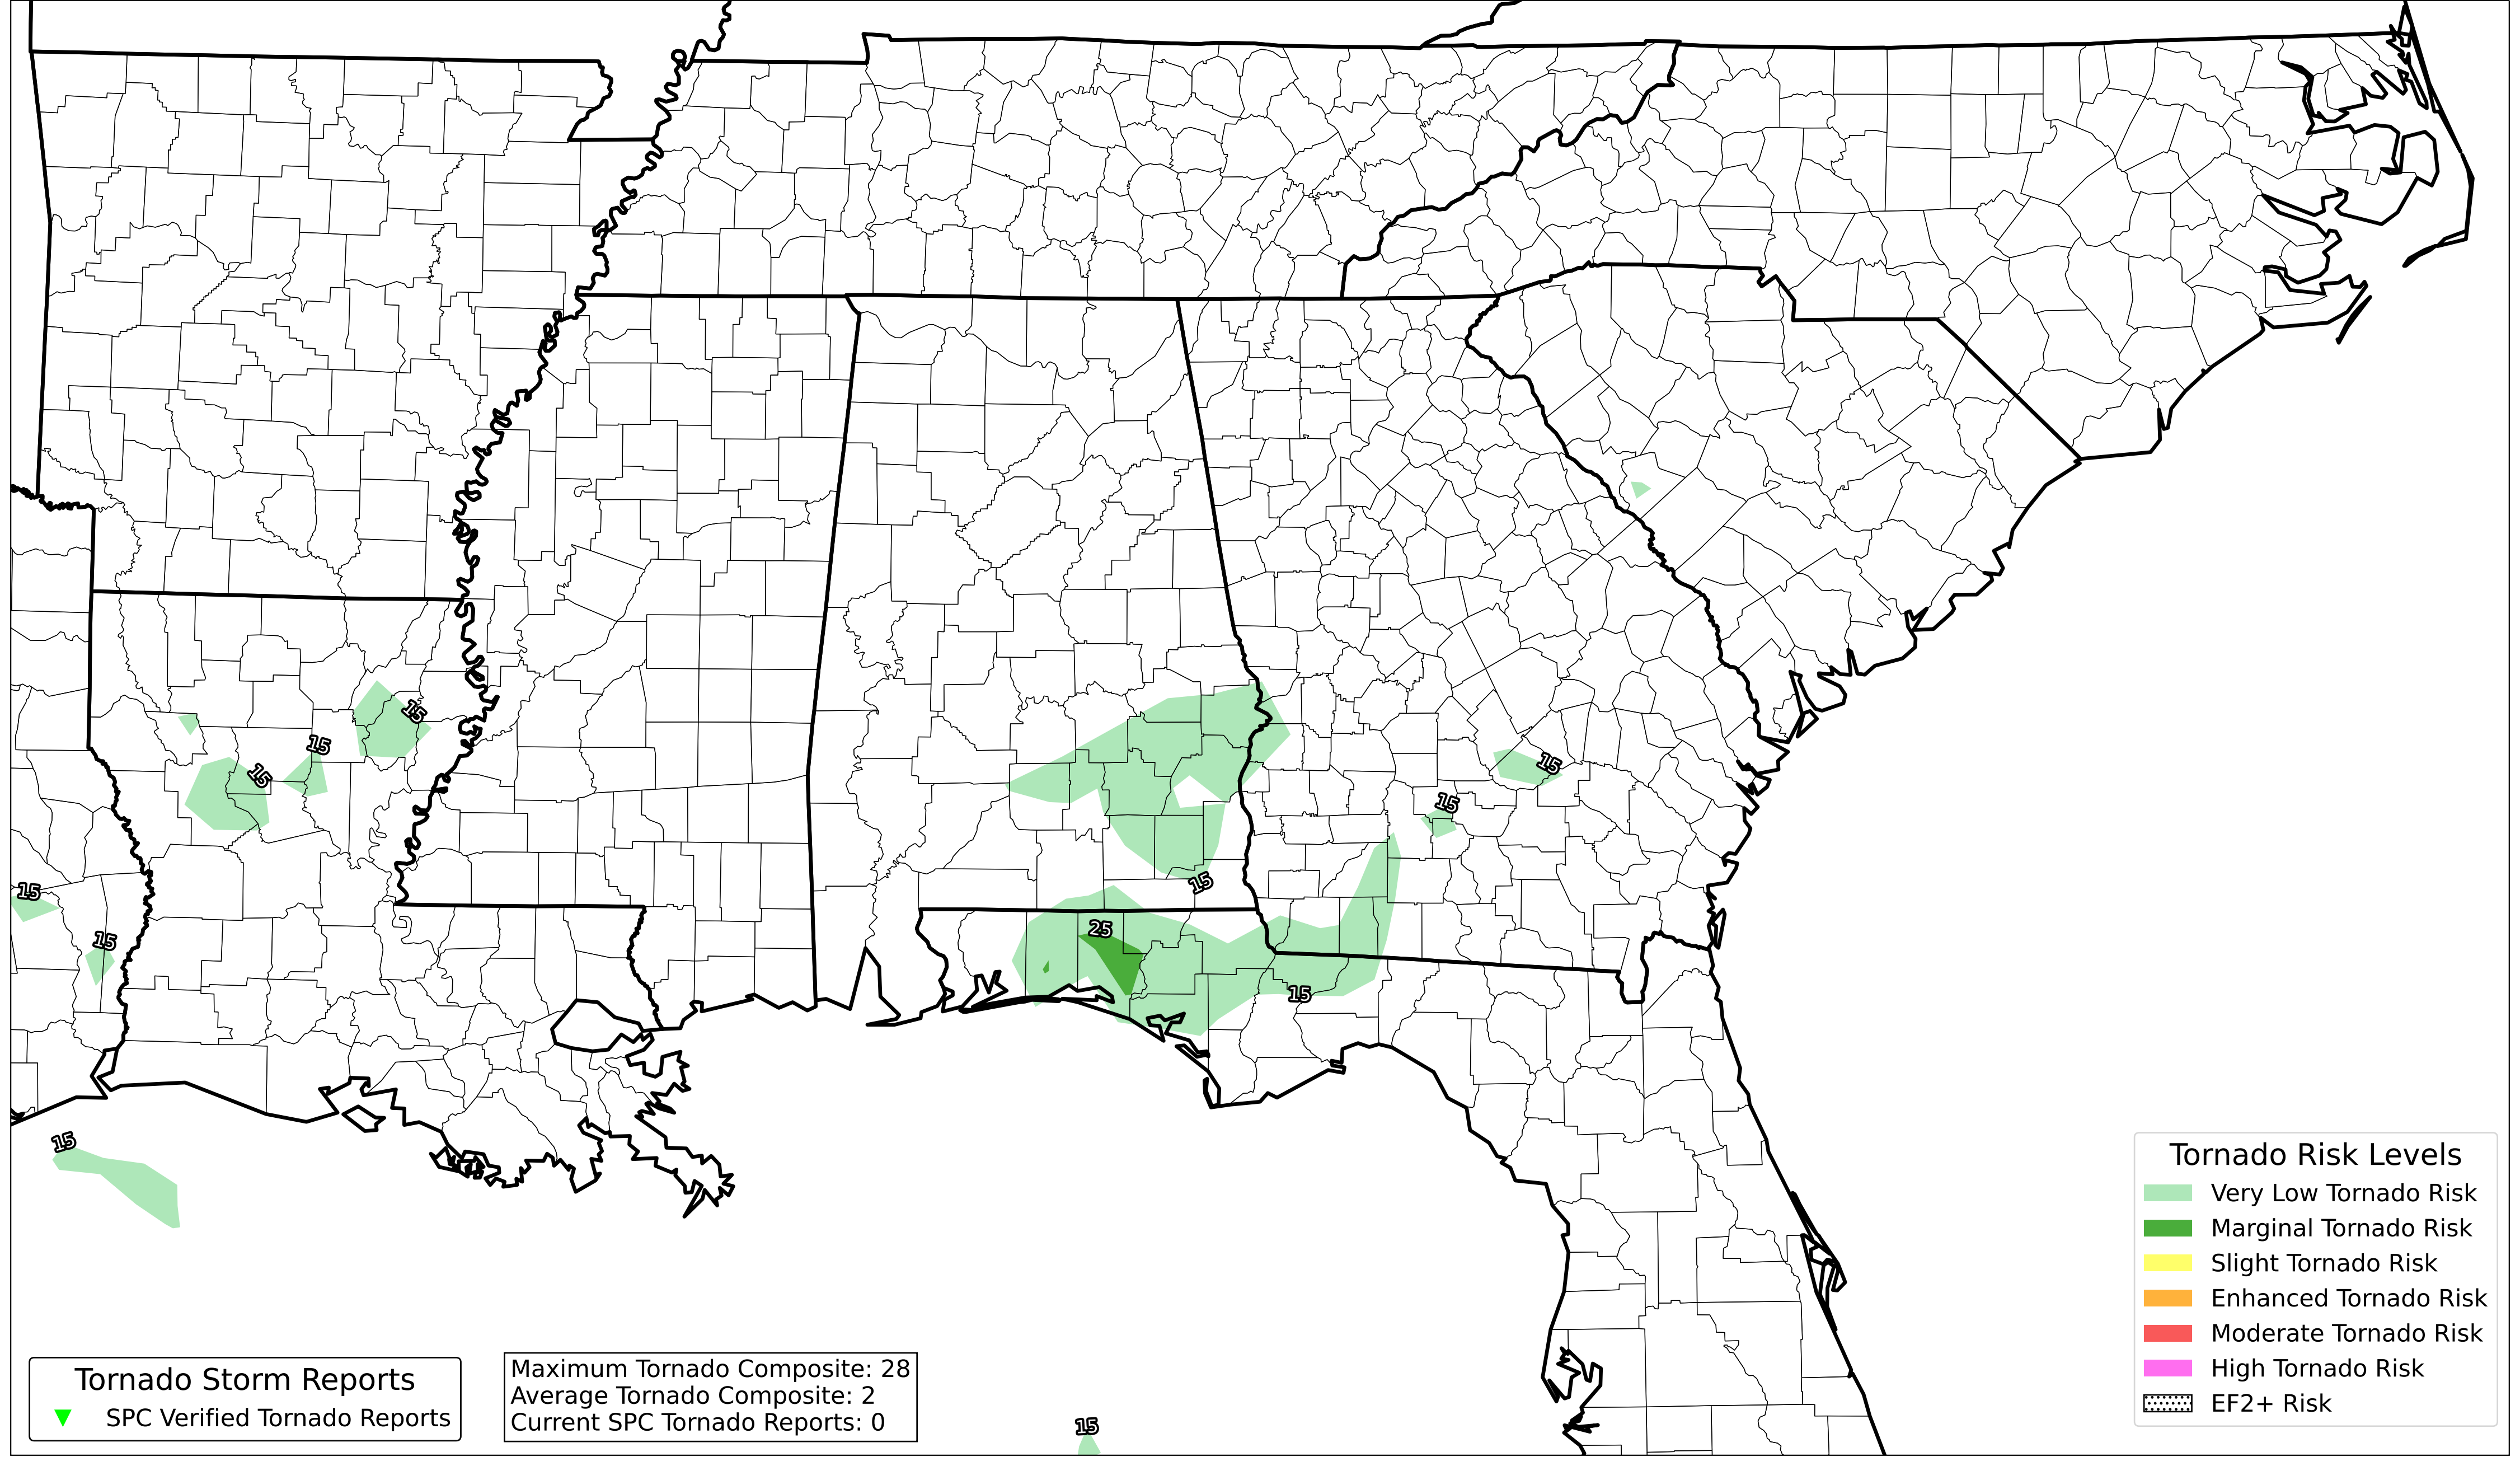 15
15
15
15
15
15
15
15
25
15
15
15
15
Tornado Risk Levels
Very Low Tornado Risk
Marginal Tornado Risk
Slight Tornado Risk
Enhanced Tornado Risk
Moderate Tornado Risk
High Tornado Risk
EF2+ Risk
Tornado Storm Reports
SPC Verified Tornado Reports
Maximum Tornado Composite: 28
Average Tornado Composite: 2
Current SPC Tornado Reports: 0